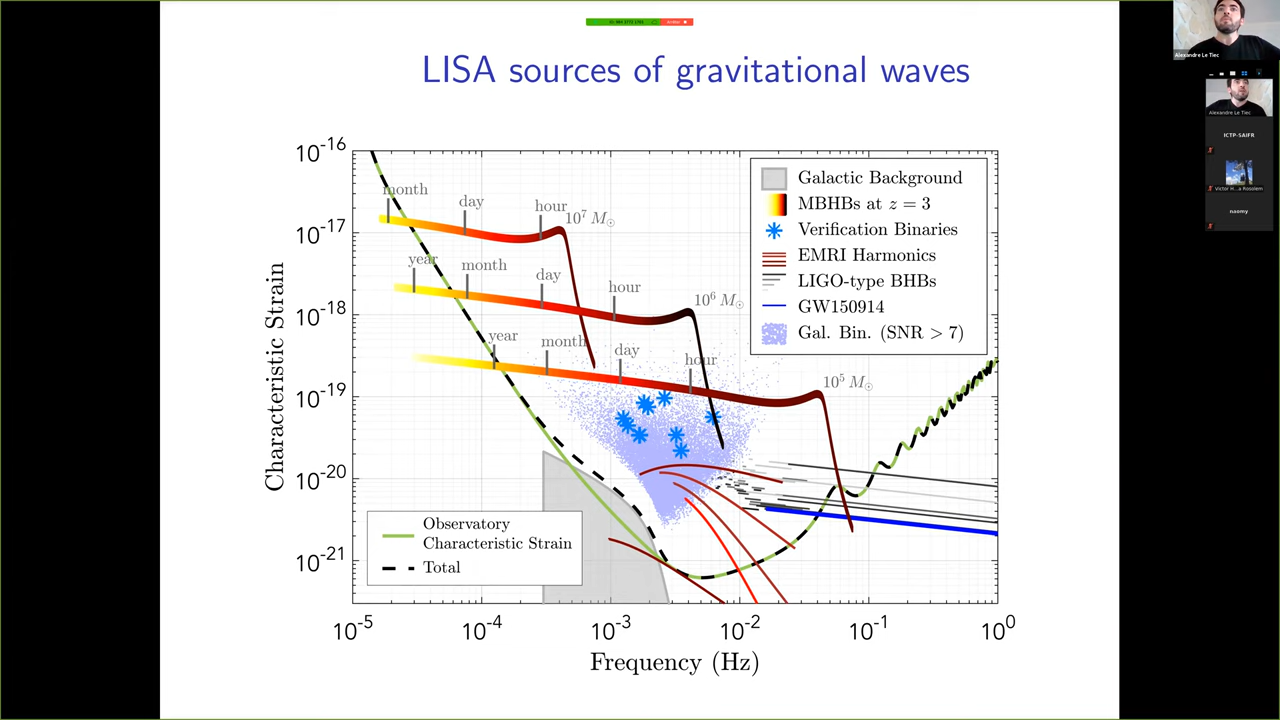 LISA sources of gravitational waves
Alexandre Le Tiec
Alexandre Le Tiec
ICTP-SAIFR
Victor H...a Rosolem
naomy
Characteristic Strain
10^-16
10^-17
10^-18
10^-19
10^-20
10^-21
month
day
hour
10^7 M⊙
year
month
day
hour
10^6 M⊙
year
month
day
hour
10^5 M⊙
Galactic Background
MBHBs at z = 3
Verification Binaries
EMRI Harmonics
LIGO-type BHBs
GW150914
Gal. Bin. (SNR > 7)
Observatory
Characteristic Strain
Total
10^-5
10^-4
10^-3
10^-2
10^-1
10^0
Frequency (Hz)